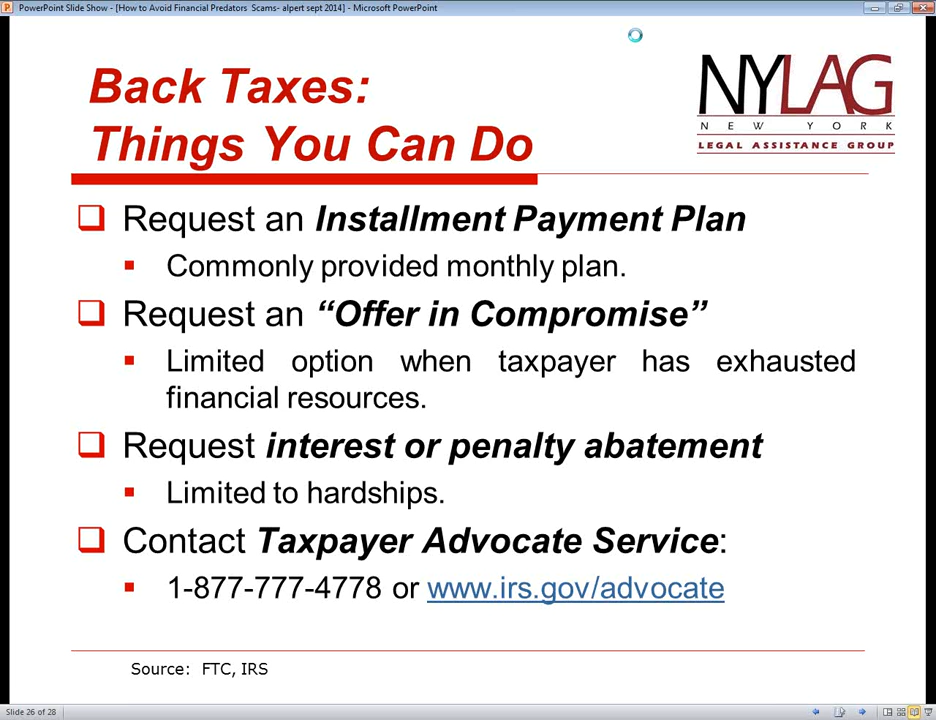 PowerPoint Slide Show - [How to Avoid Financial Predators  Scams- alpert sept 2014] - Microsoft PowerPoint
Back Taxes:
Things You Can Do
NYLAG
NEW YORK
LEGAL ASSISTANCE GROUP
Request an Installment Payment Plan
Commonly provided monthly plan.
Request an “Offer in Compromise”
Limited option when taxpayer has exhausted
financial resources.
Request interest or penalty abatement
Limited to hardships.
Contact Taxpayer Advocate Service:
1-877-777-4778 or www.irs.gov/advocate
Source:  FTC, IRS
Slide 26 of 28